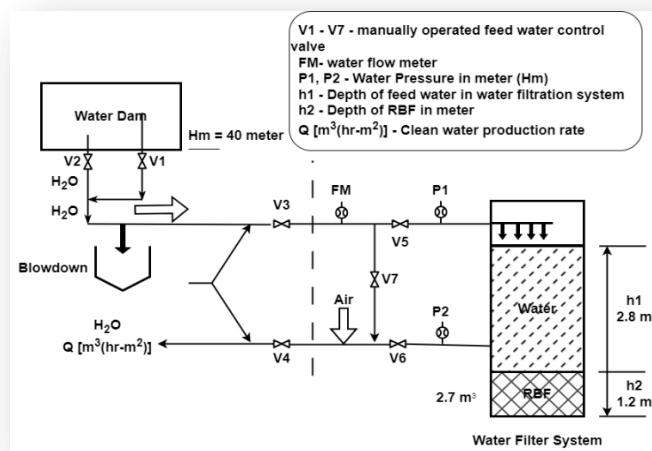 V1 - V7 - manually operated feed water control
valve
FM- water flow meter
P1, P2 - Water Pressure in meter (Hm)
h1 - Depth of feed water in water filtration system
h2 - Depth of RBF in meter
Q [m³(hr-m²)] - Clean water production rate
Water Dam
Hm = 40 meter
V2
V1
H₂O
H₂O
V3
FM
P1
V5
Blowdown
V7
Air
P2
Water
h1
2.8 m
H₂O
Q [m³(hr-m²)]
V4
V6
2.7 m³
RBF
h2
1.2 m
Water Filter System